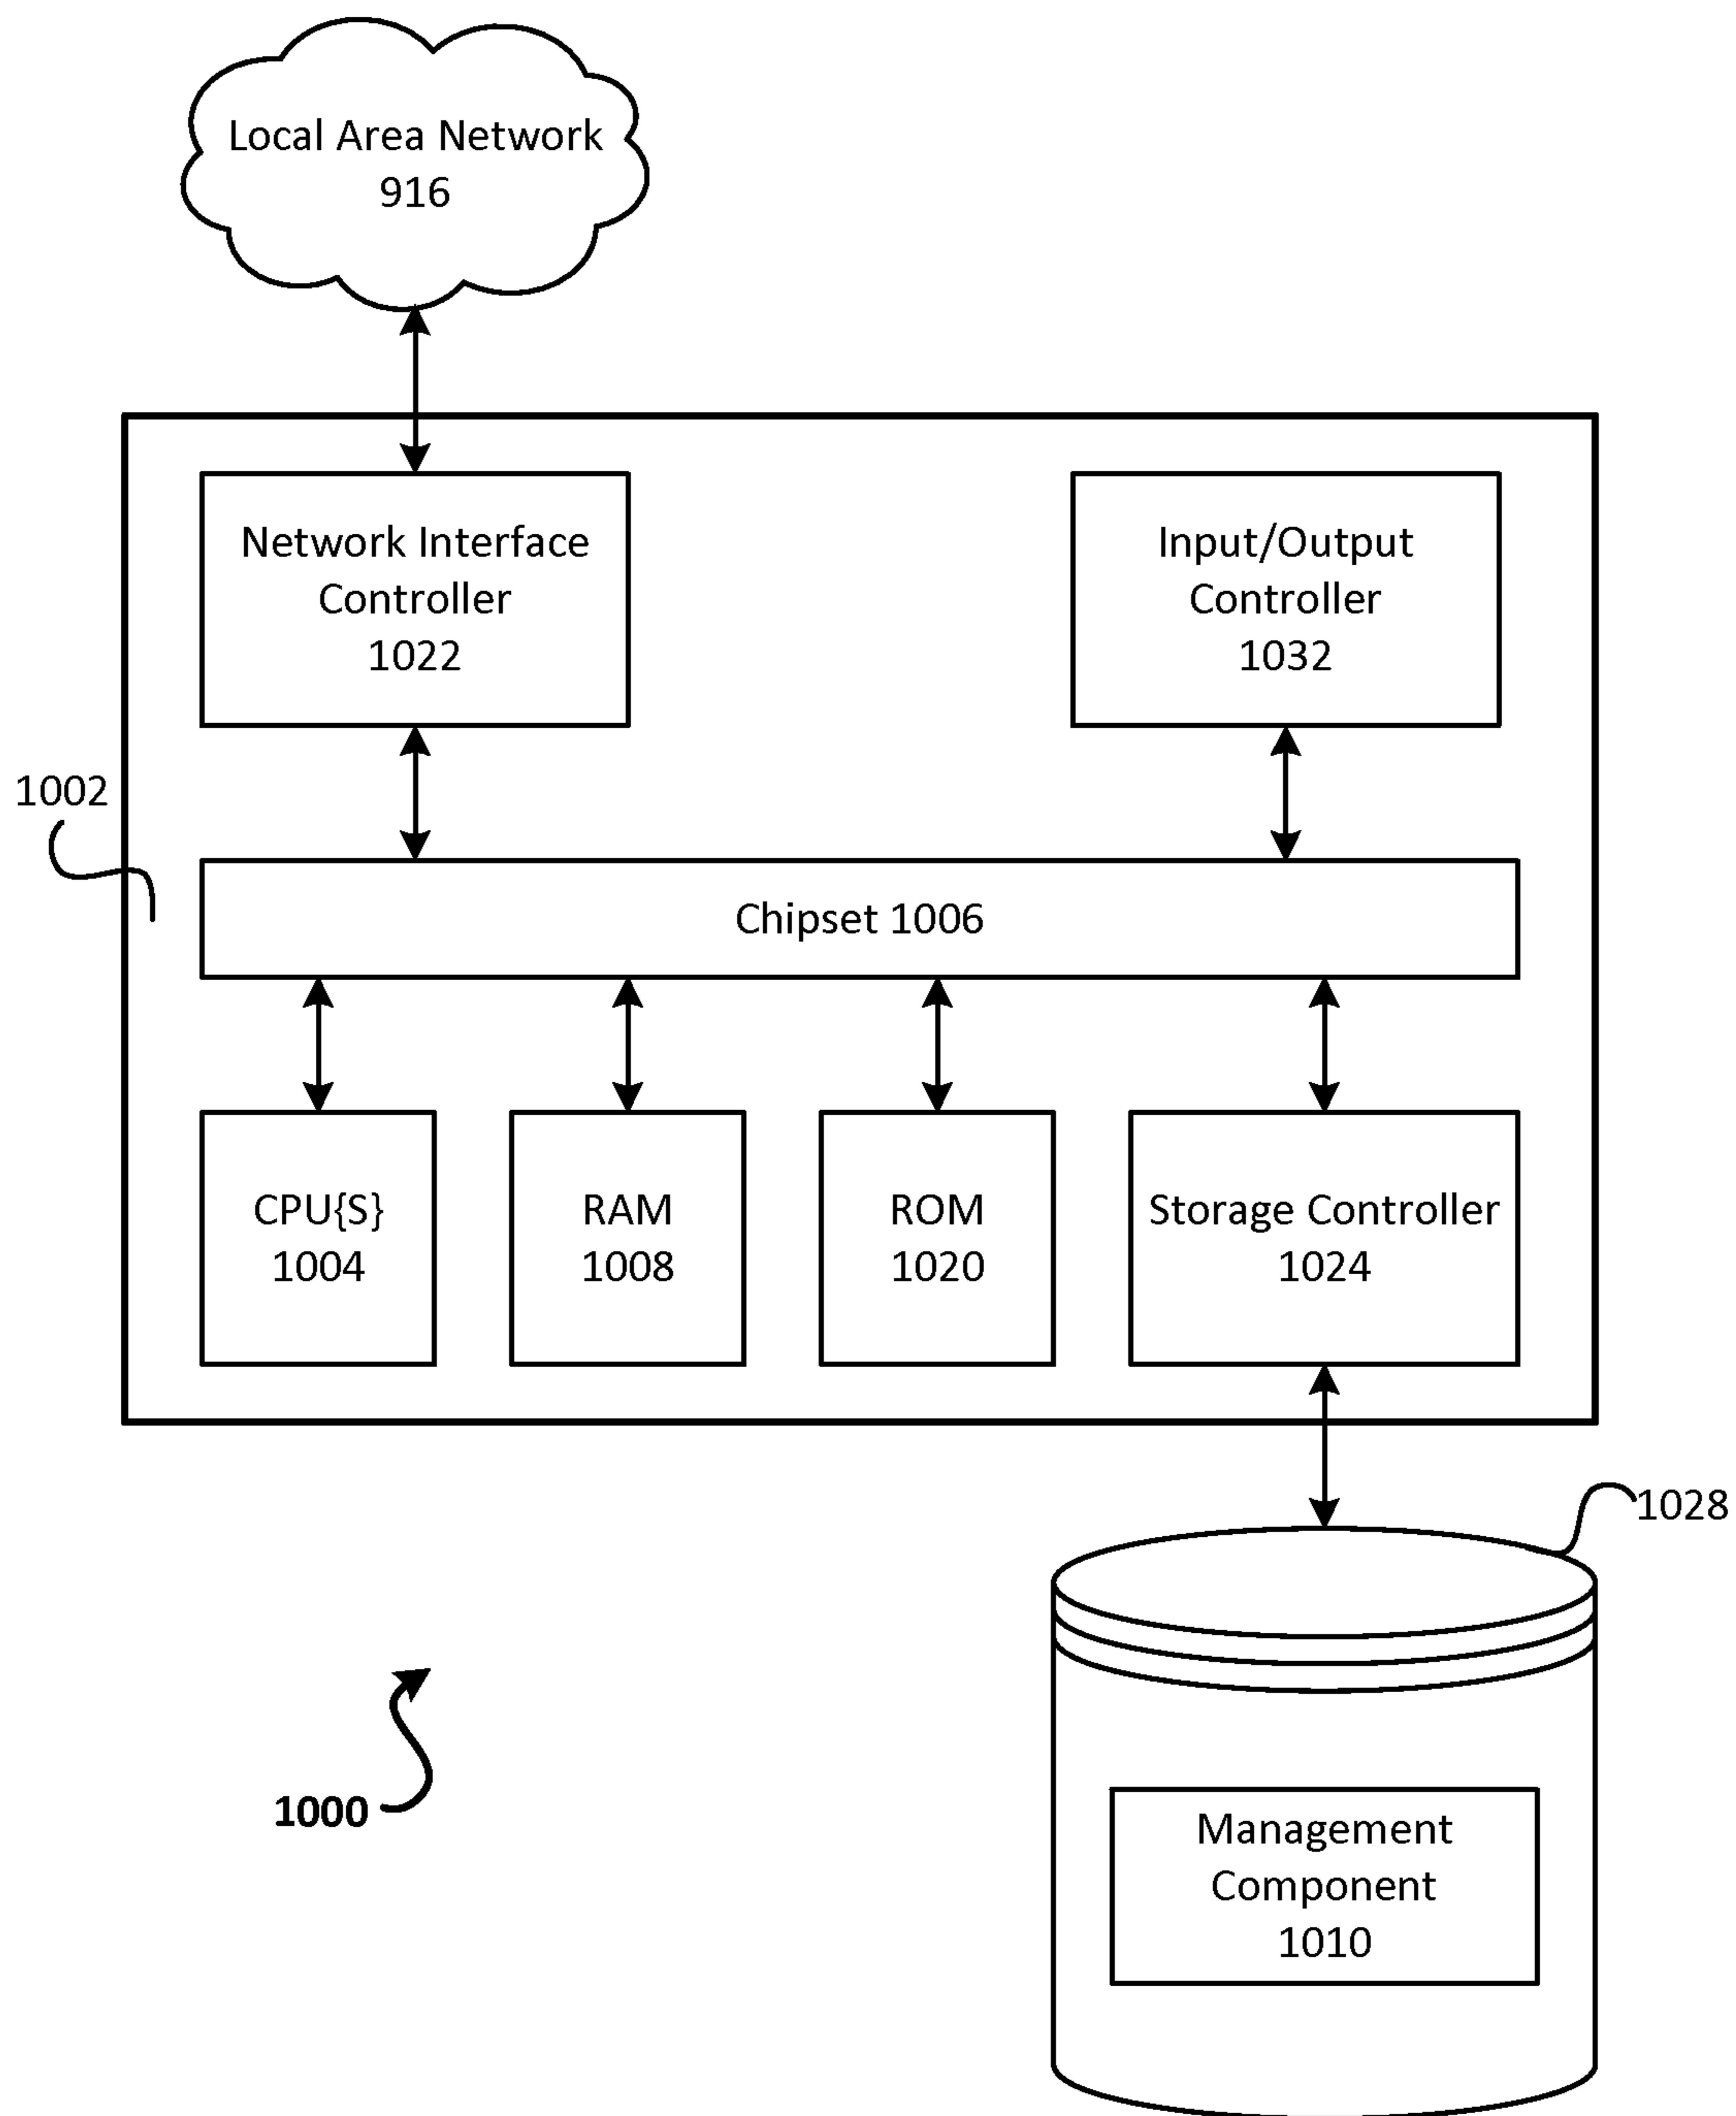 Local Area Network
916
Network Interface
Controller
1022
Input/Output
Controller
1032
1002
Chipset 1006
CPU{S}
1004
RAM
1008
ROM
1020
Storage Controller
1024
1028
1000
Management
Component
1010